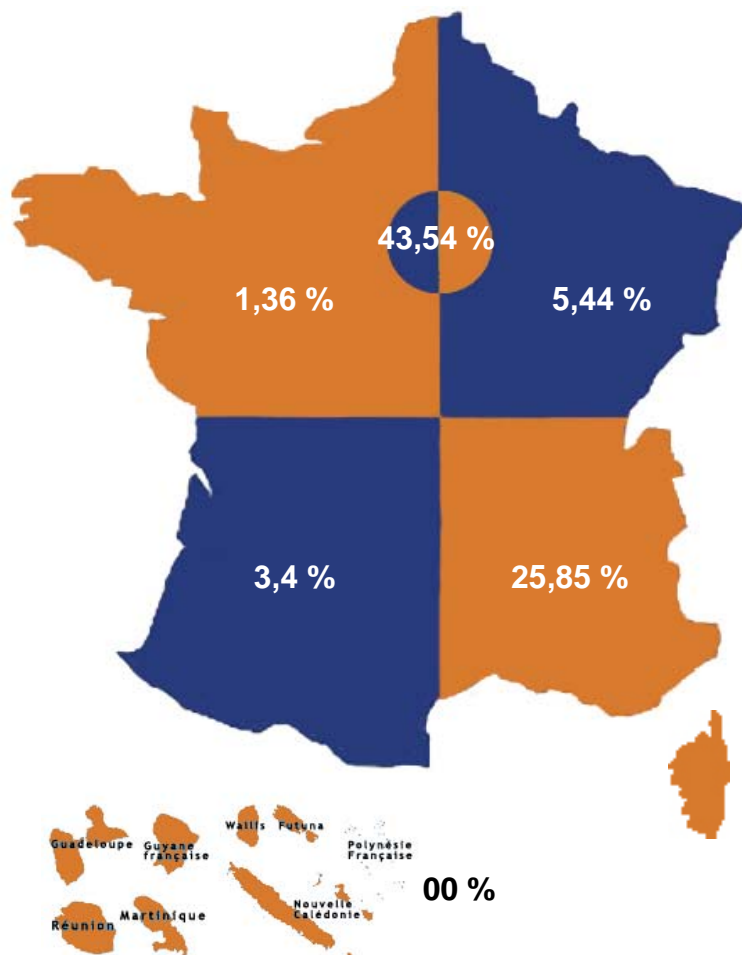 43,54 %
1,36 %
5,44 %
3,4 %
25,85 %
Guadeloupe
Guyane
française
Wallis
Futuna
Polynésie
Française
00 %
Réunion
Martinique
Nouvelle
Calédonie